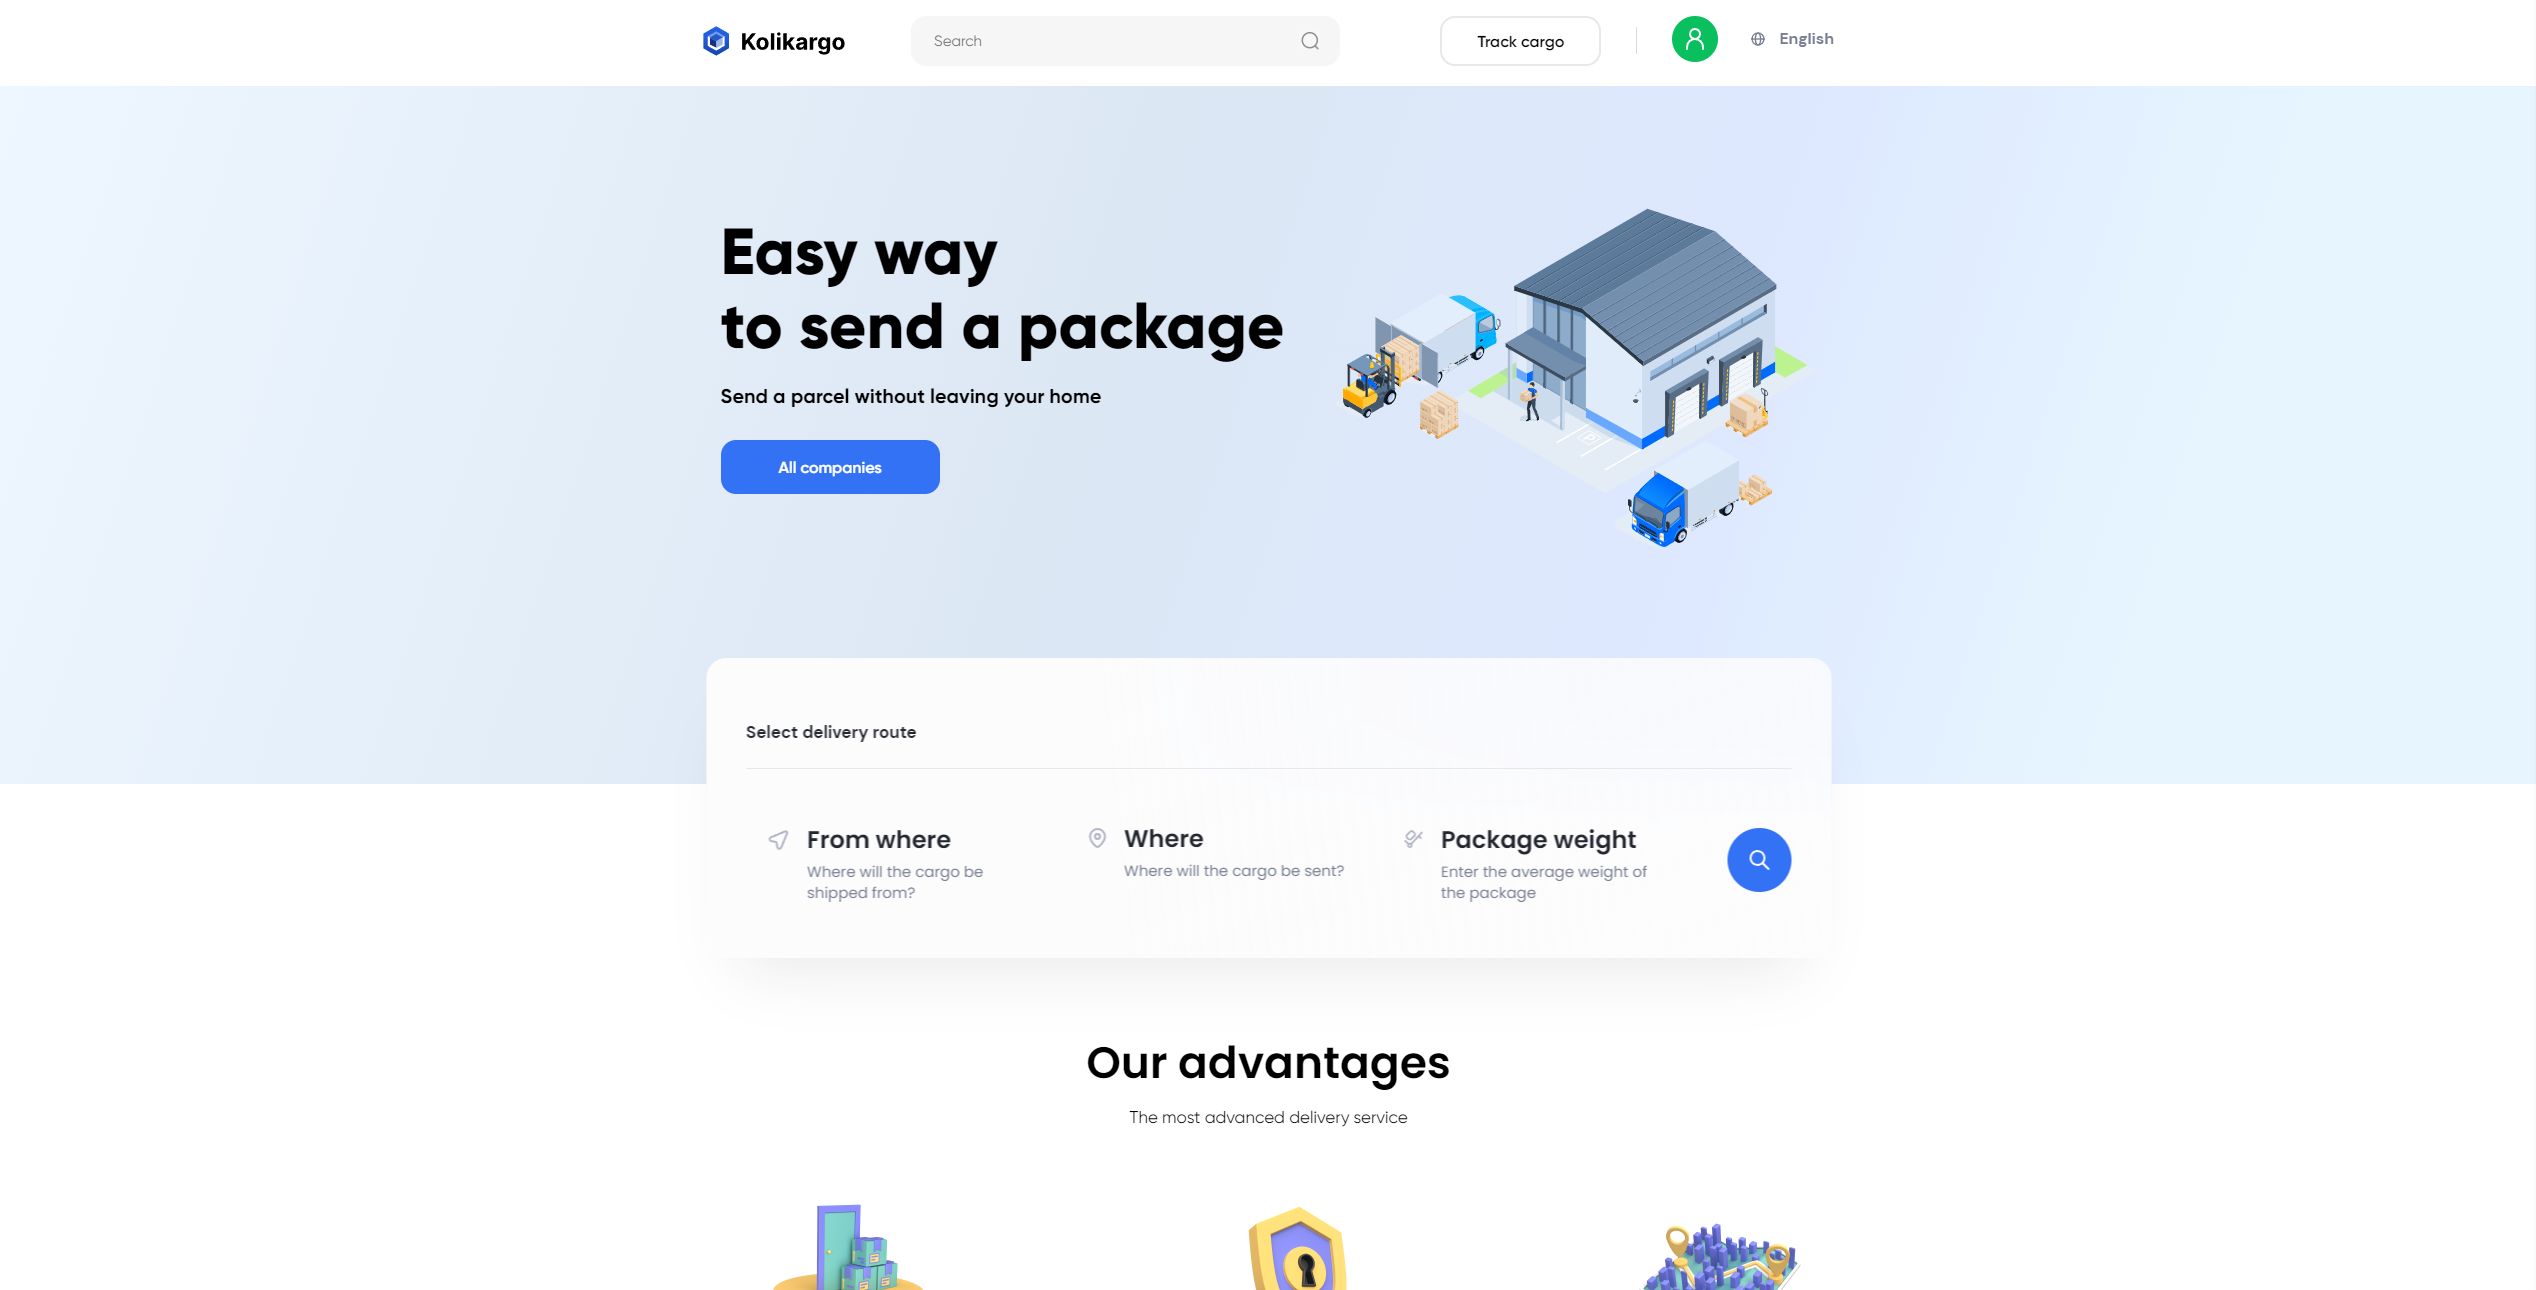 Kolikargo
Search
Track cargo
English
Easy way
to send a package
Send a parcel without leaving your home
All companies
Select delivery route
From where
Where will the cargo be
shipped from?
Where
Where will the cargo be sent?
Package weight
Enter the average weight of
the package
Our advantages
The most advanced delivery service